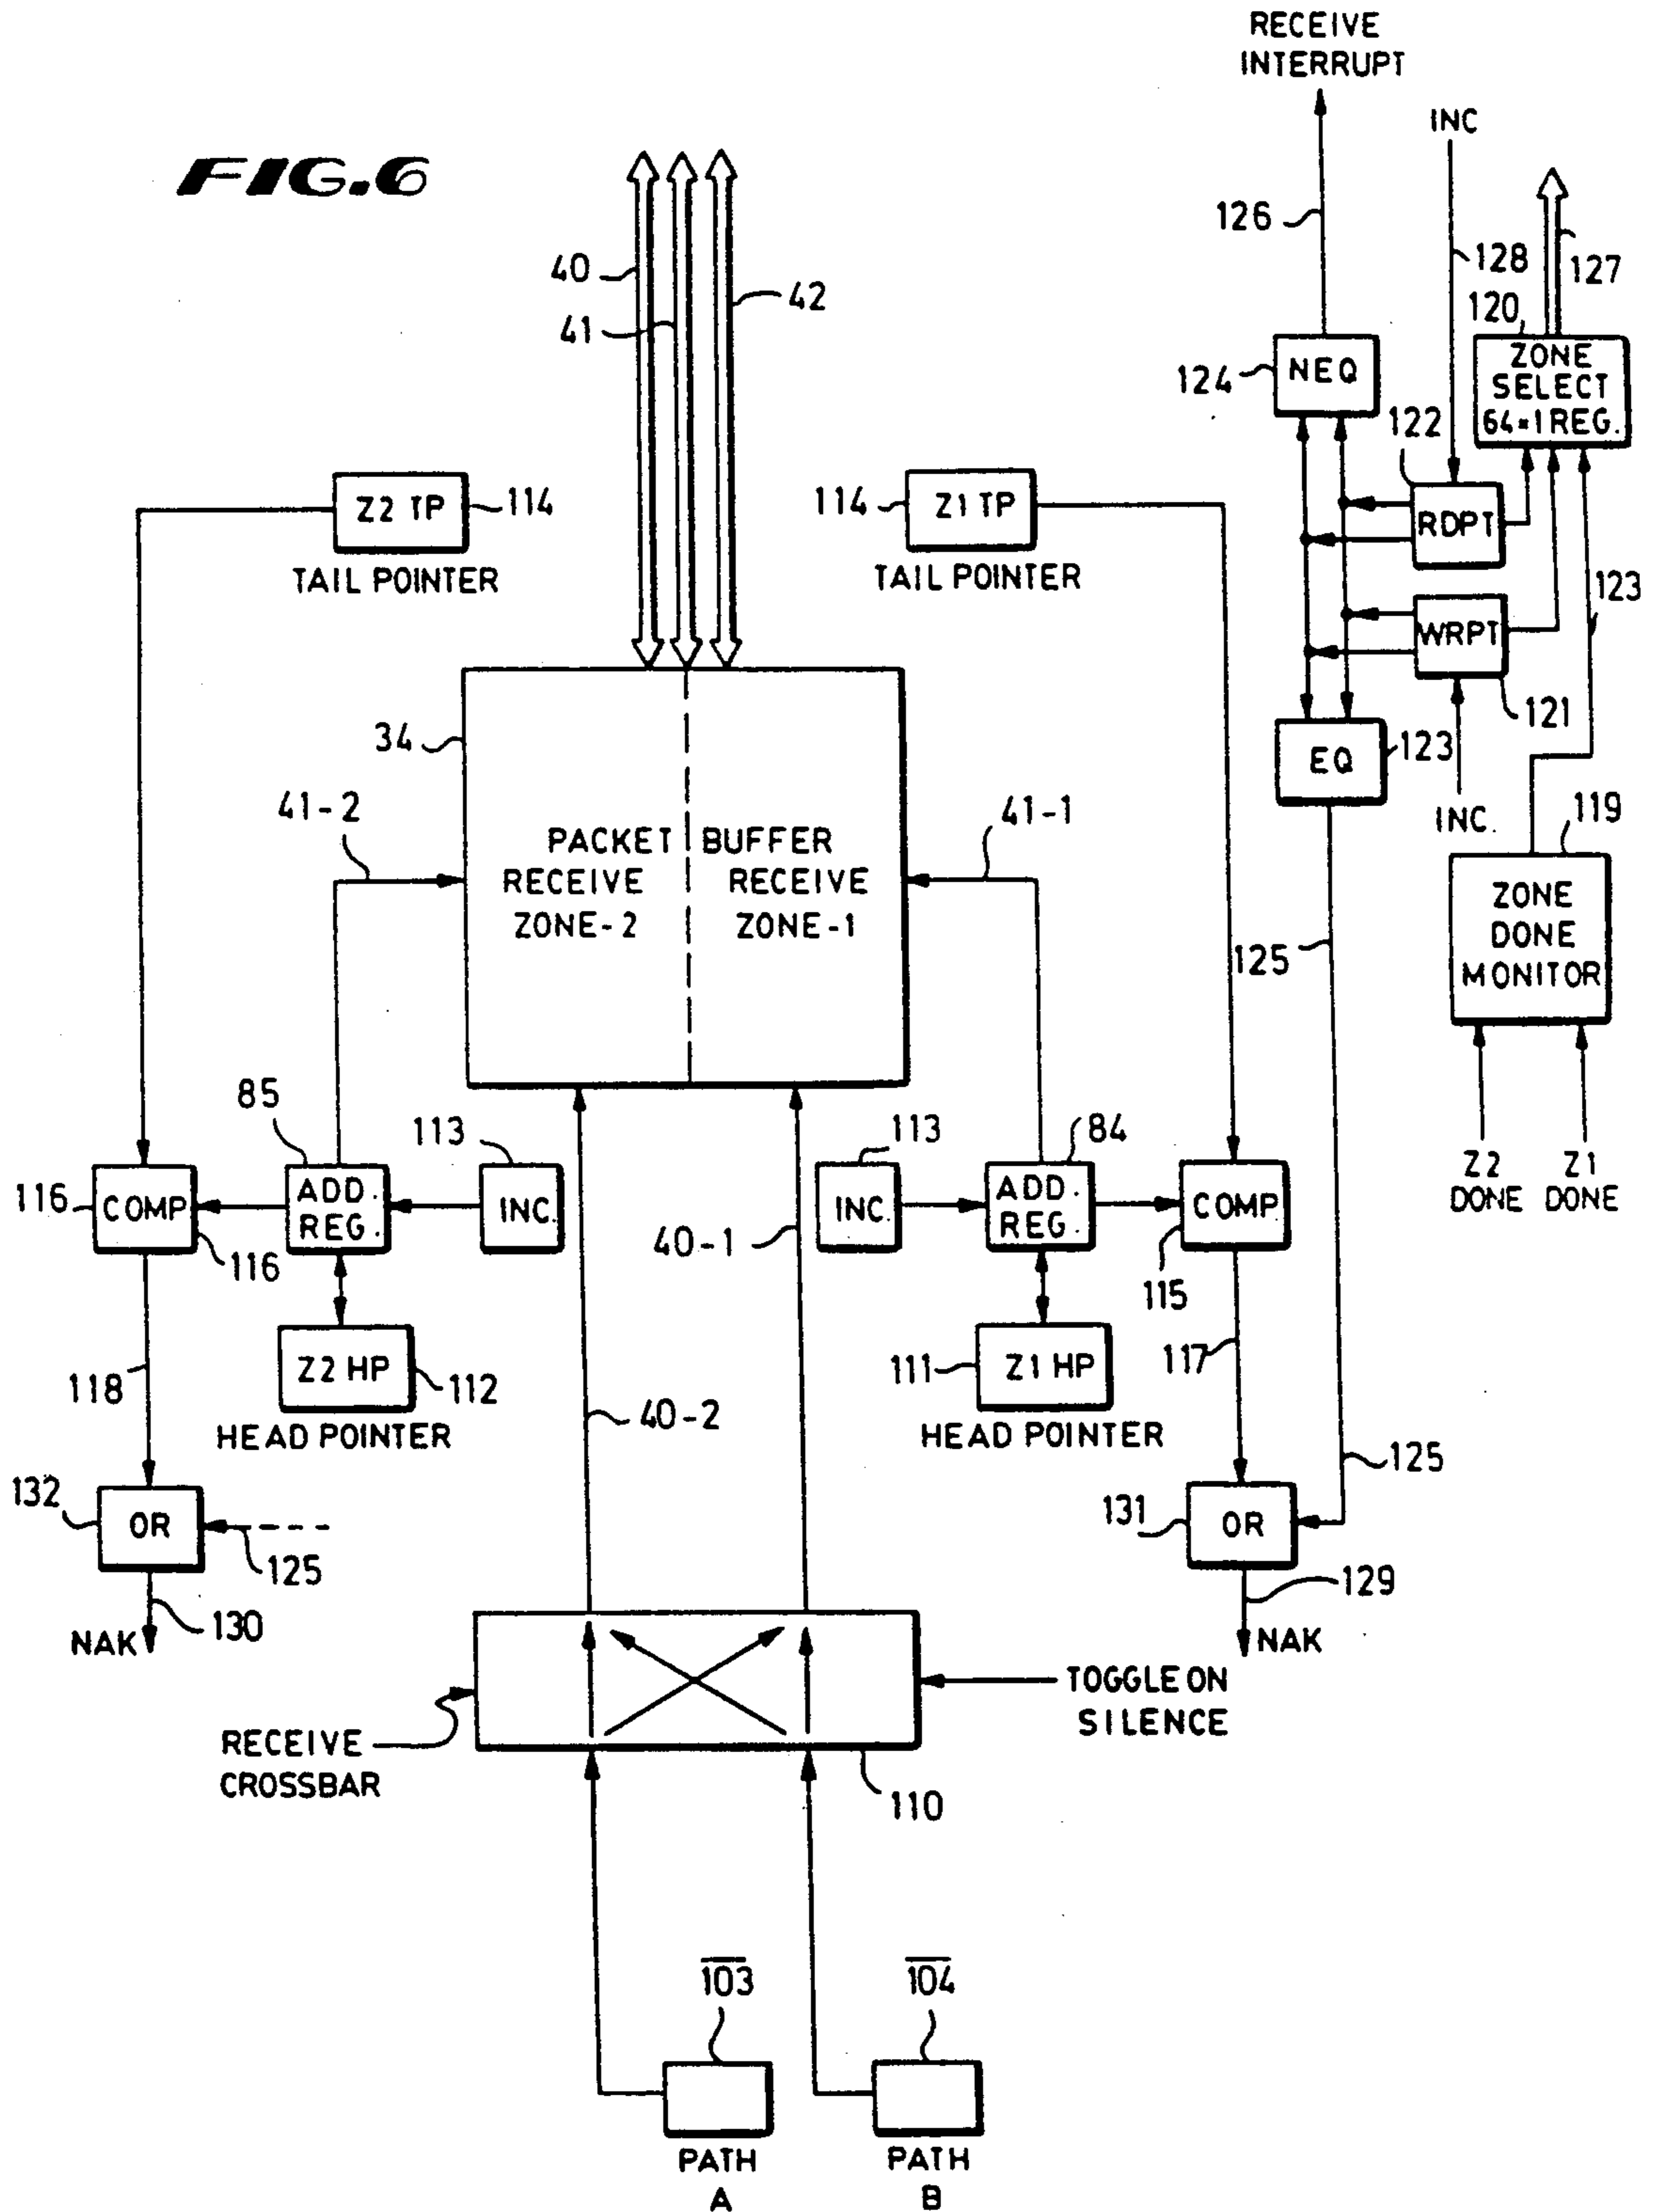 RECEIVE
INTERRUPT
FIG.6
INC
126
128
127
40
41
42
120
124
NEQ
ZONE
SELECT
64×1 REG.
122
Z2 TP
114
TAIL POINTER
114
Z1 TP
TAIL POINTER
RDPT
123
WRPT
121
34
EQ
123
INC.
119
41-2
41-1
PACKET BUFFER
RECEIVE
ZONE-2
RECEIVE
ZONE-1
125
ZONE
DONE
MONITOR
85
113
113
84
116
COMP
116
ADD.
REG.
INC.
INC.
ADD.
REG.
COMP
115
Z2
DONE
Z1
DONE
40-1
118
Z2 HP
112
HEAD POINTER
40-2
111
Z1 HP
HEAD POINTER
117
125
132
OR
125
131
OR
129
NAK
130
NAK
TOGGLE ON
SILENCE
RECEIVE
CROSSBAR
110
103
104
PATH
A
PATH
B